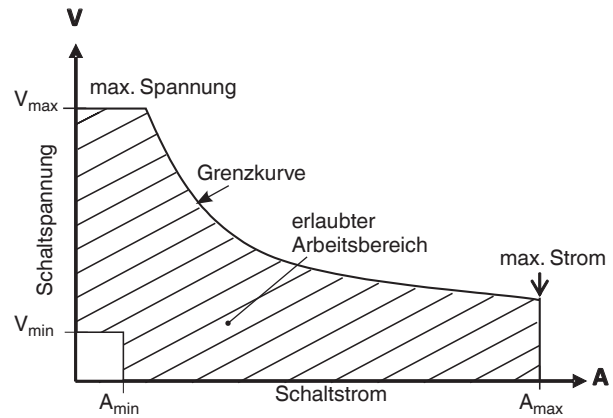 V
max. Spannung
Vmax
Grenzkurve
Schaltspannung
erlaubter
Arbeitsbereich
max. Strom
Vmin
A
Amin
Schaltstrom
Amax